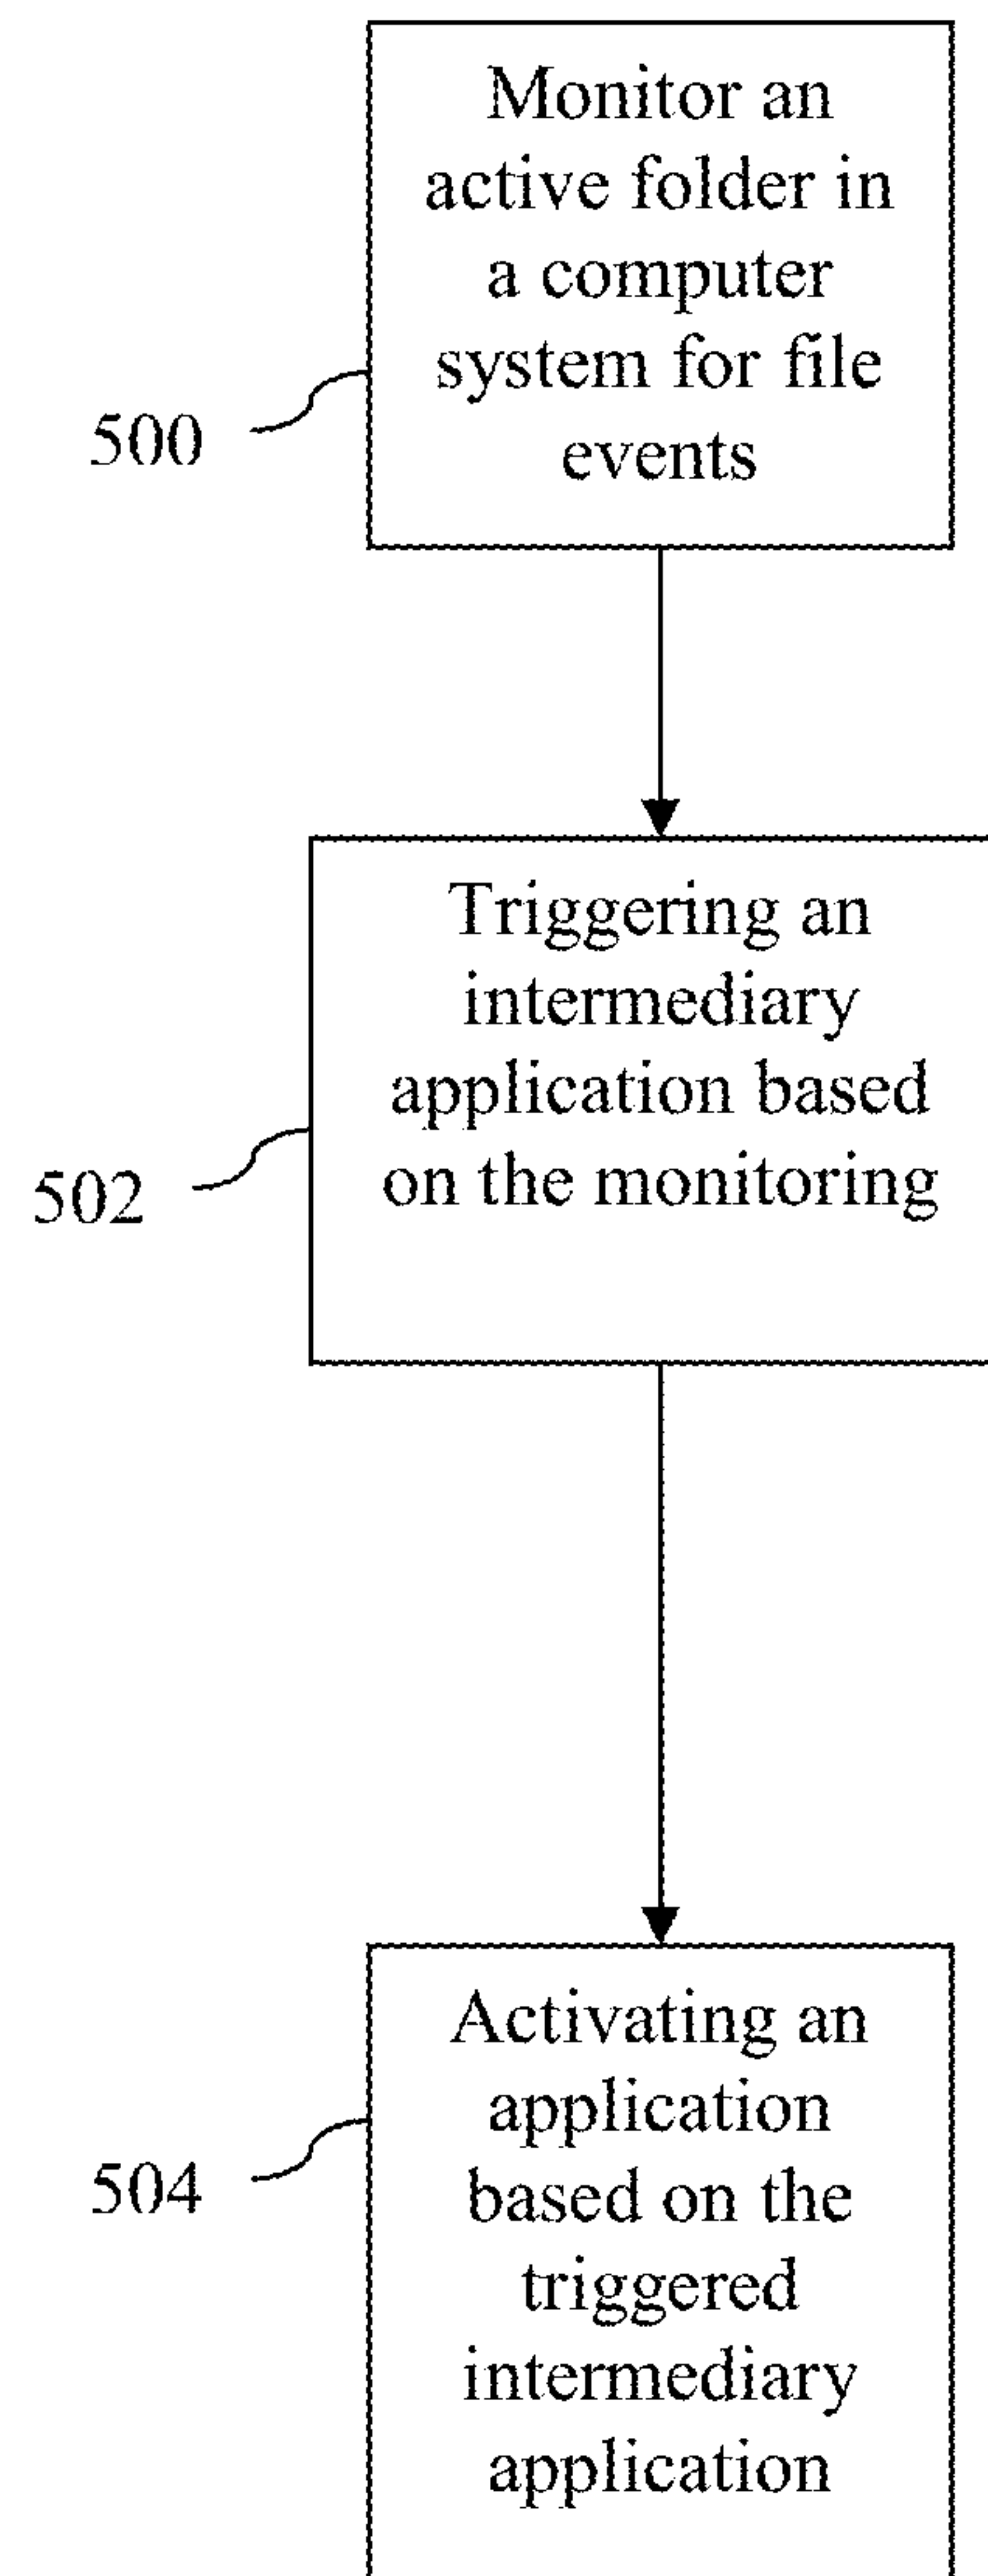 Monitor an
active folder in
a computer
system for file
events
500
Triggering an
intermediary
application based
on the monitoring
502
Activating an
application
based on the
triggered
intermediary
application
504